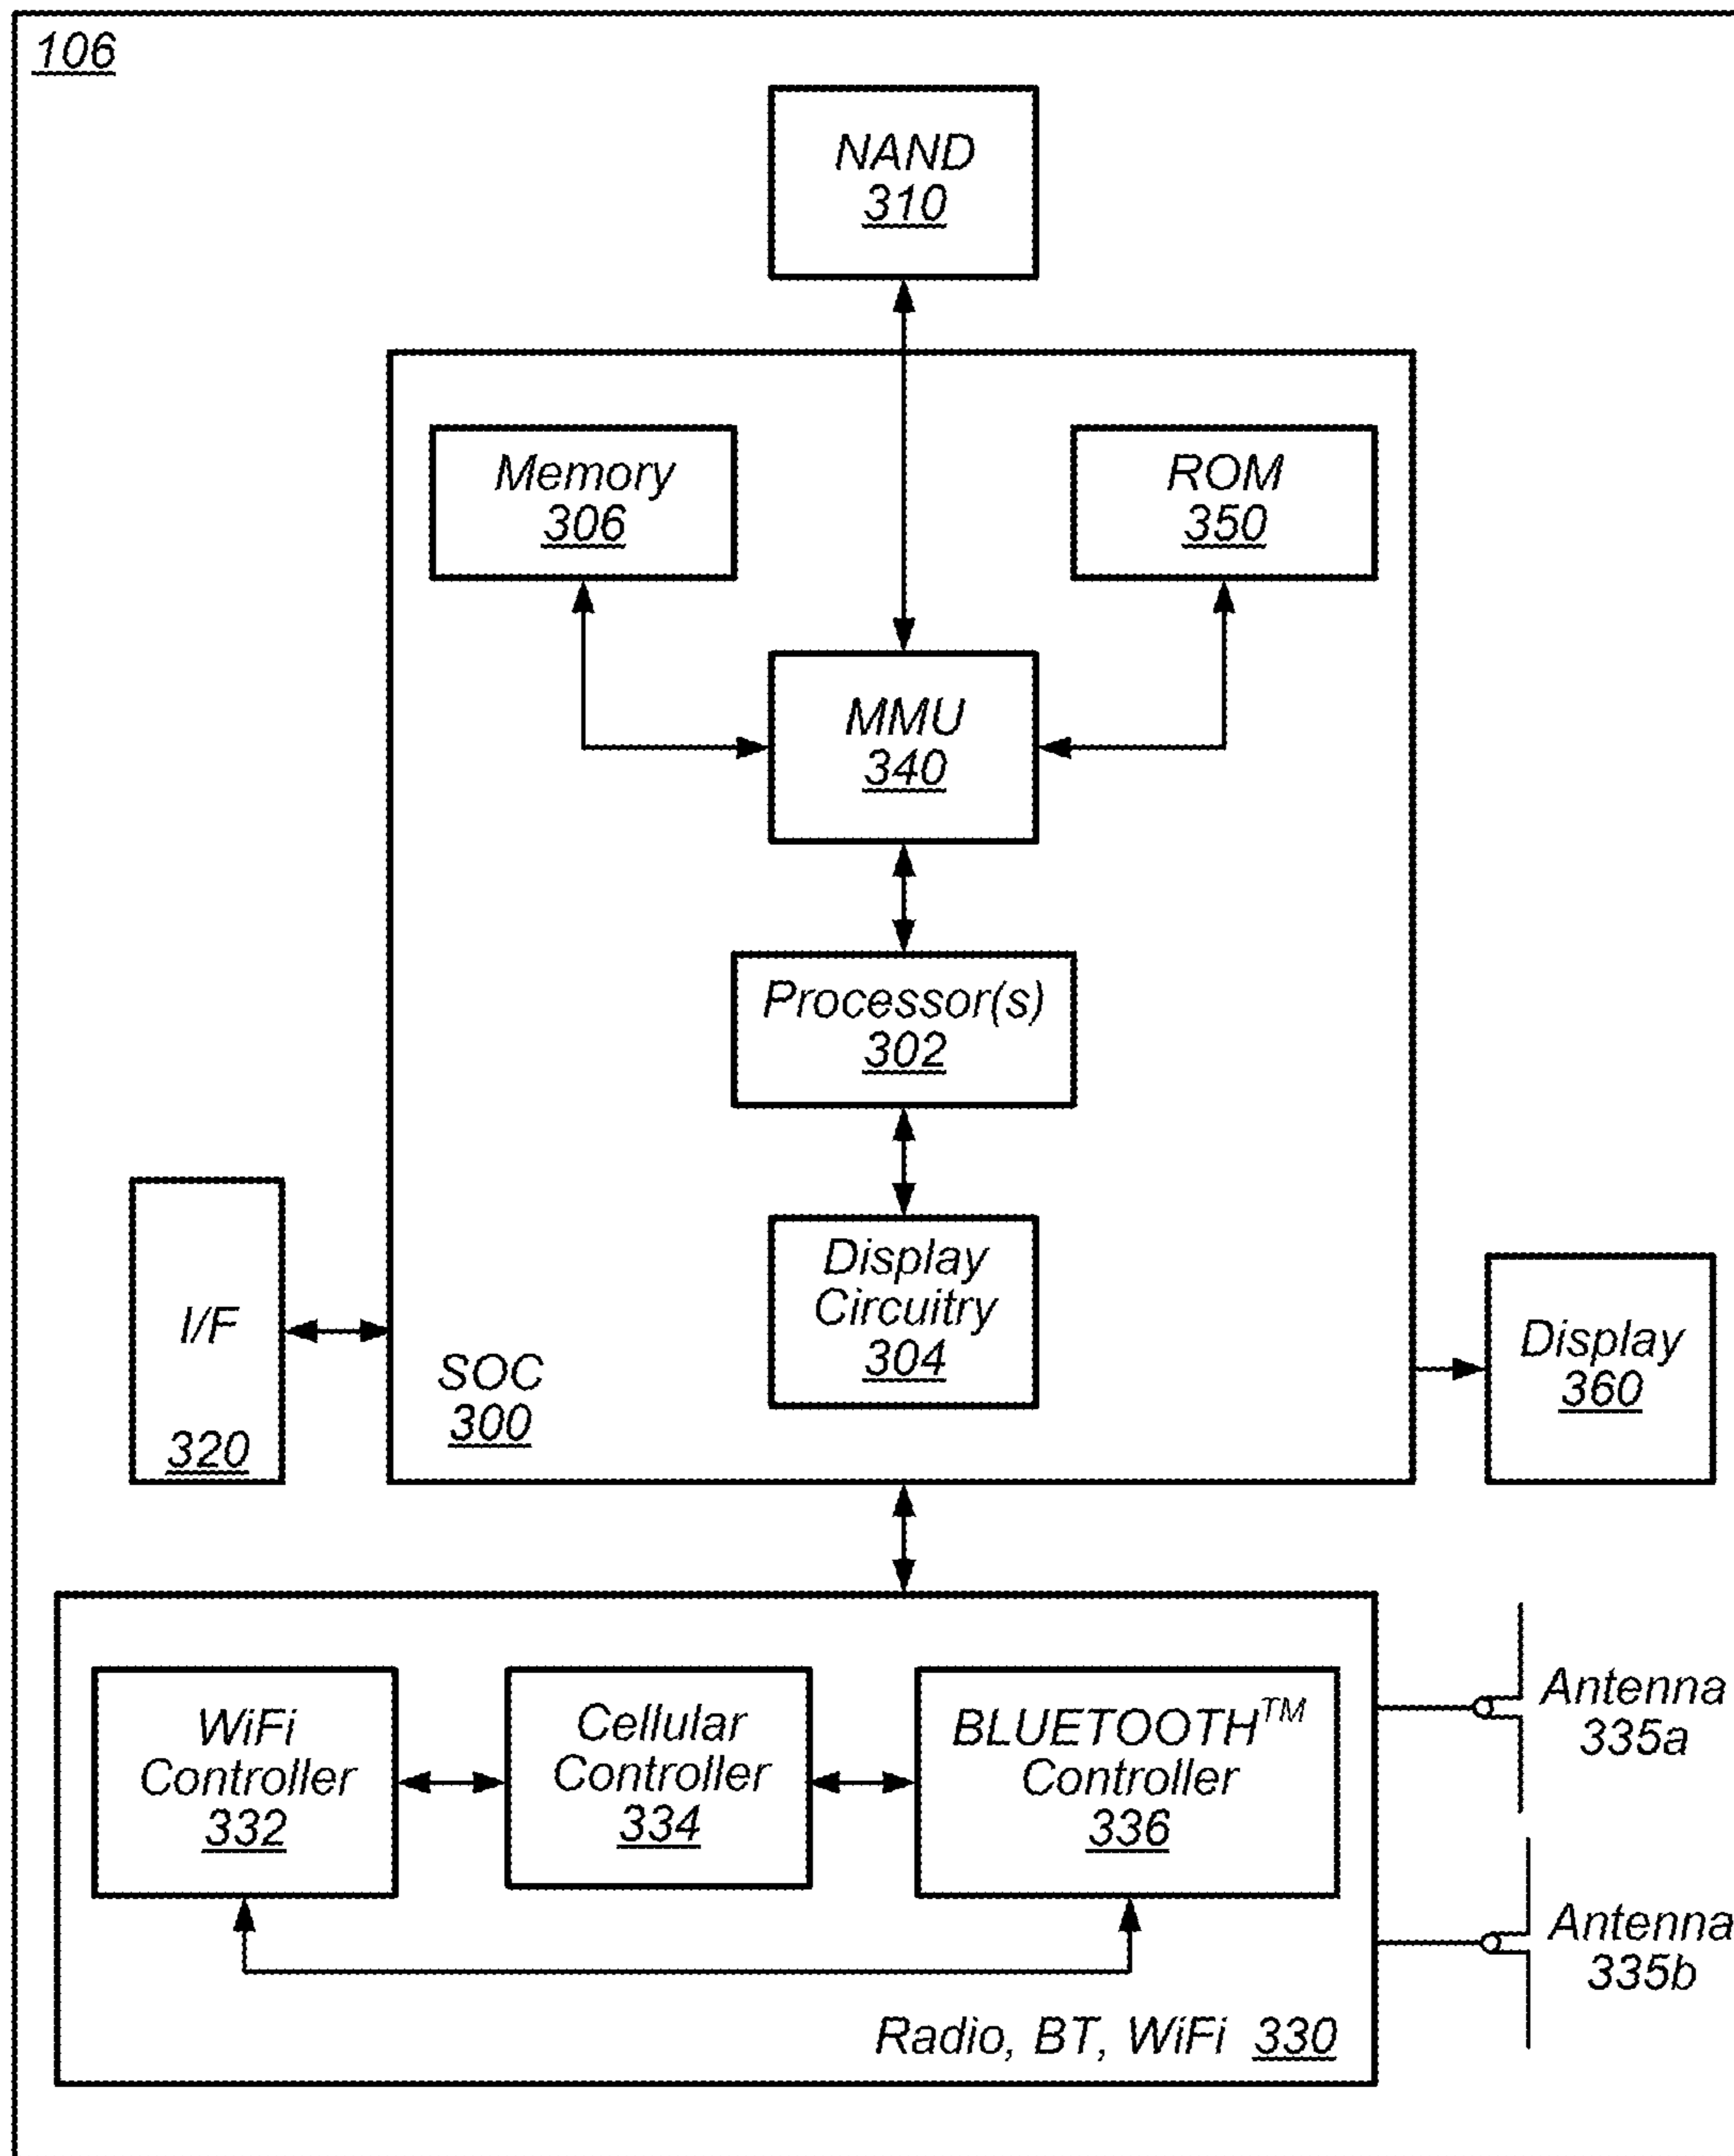 106
NAND
310
Memory
306
ROM
350
MMU
340
Processor(s)
302
Display
Circuitry
304
I/F
320
SOC
300
Display
360
WiFi
Controller
332
Cellular
Controller
334
BLUETOOTH™
Controller
336
Radio, BT, WiFi 330
Antenna
335a
Antenna
335b